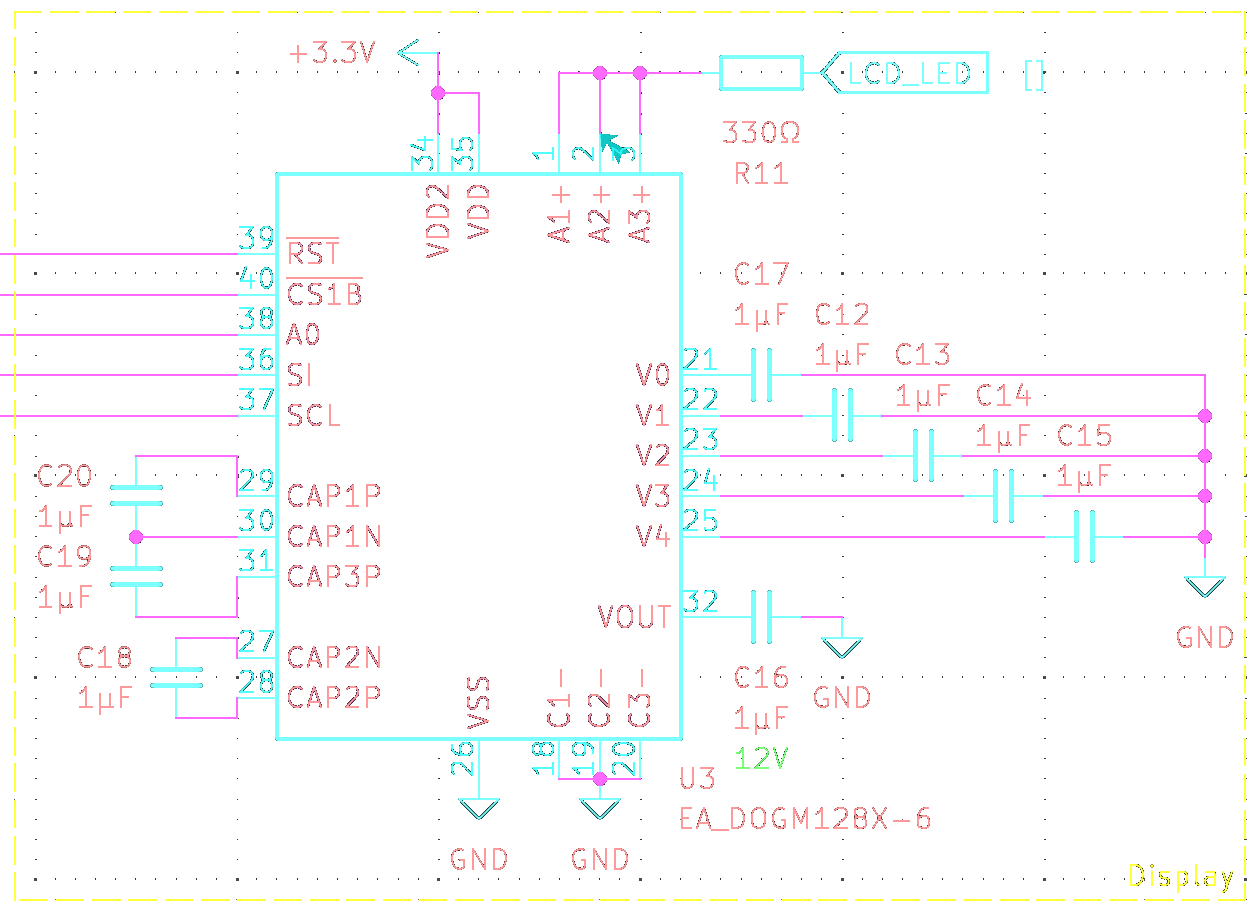 +3.3V
LCD_LED
[]
330Ω
R11
34
35
1
2
3
VDD2
VDD
A1+
A2+
A3+
39
RST
40
CS1B
38
A0
36
SI
37
SCL
C17
1µF
C12
1µF
C13
1µF
C14
1µF
C15
1µF
V0
21
V1
22
V2
23
V3
24
V4
25
C20
1µF
C19
1µF
29
CAP1P
30
CAP1N
31
CAP3P
VOUT
32
GND
C18
1µF
27
CAP2N
28
CAP2P
C16
1µF
12V
GND
VSS
C1-
C2-
C3-
26
18
19
20
U3
EA_DOGM128X-6
GND
GND
Display